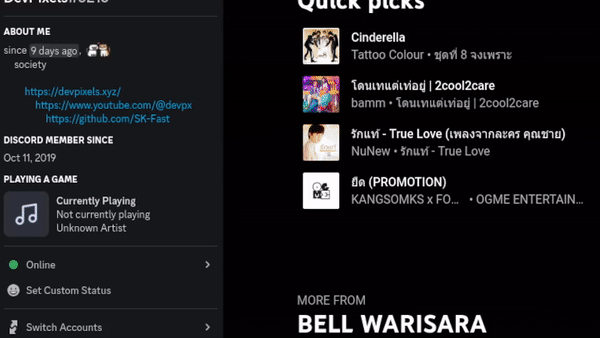 ABOUT ME
since 9 days ago,
society
https://devpixels.xyz/
https://www.youtube.com/@devpx
https://github.com/SK-Fast
DISCORD MEMBER SINCE
Oct 11, 2019
PLAYING A GAME
Currently Playing
Not currently playing
Unknown Artist
Online
Set Custom Status
Switch Accounts
Quick picks
Cinderella
Tattoo Colour • ชุดที่ 8 จงเพราะ
โดนเทแต่เท่อยู่ | 2cool2care
bamm • โดนเทแต่เท่อยู่ | 2cool2care
รักแท้ - True Love (เพลงจากละคร คุณชาย)
NuNew • รักแท้ - True Love
ยืด (PROMOTION)
KANGSOMKS x FO... • OGME ENTERTAIN...
MORE FROM
BELL WARISARA